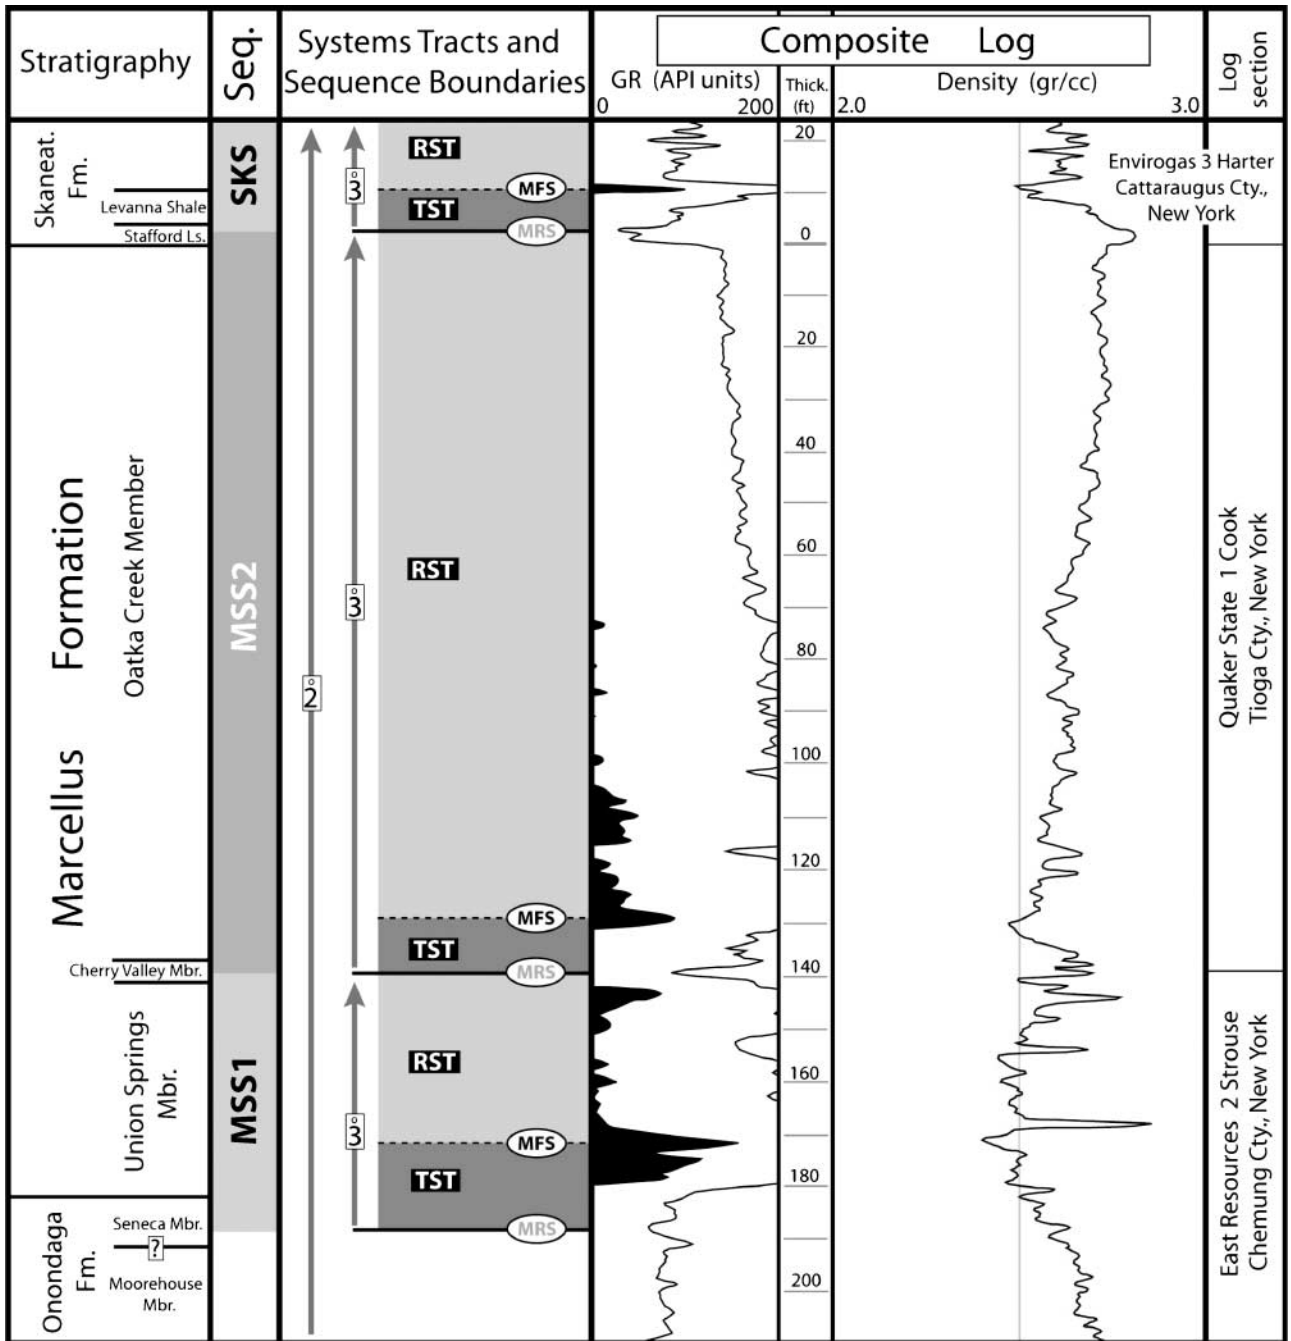 Stratigraphy
Seq.
Systems Tracts and
Sequence Boundaries
Composite Log
GR (API units)
0 200
Thick.
(ft)
Density (gr/cc)
2.0 3.0
Log
section
Skaneat.
Fm.
Levanna Shale
Stafford Ls.
Marcellus Formation
Oatka Creek Member
Cherry Valley Mbr.
Union Springs
Mbr.
Onondaga
Fm.
Seneca Mbr.
?
Moorehouse
Mbr.
SKS
MSS2
MSS1
2°
3°
3°
3°
RST
MFS
TST
MRS
RST
MFS
TST
MRS
RST
MFS
TST
MRS
20
0
20
40
60
80
100
120
140
160
180
200
Envirogas 3 Harter
Cattaraugus Cty.,
New York
Quaker State 1 Cook
Tioga Cty., New York
East Resources 2 Strouse
Chemung Cty., New York